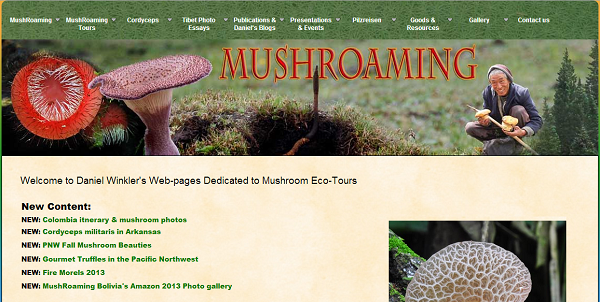 MushRoaming MushRoaming Cordyceps Tibet Photo Publications & Presentations Pilzreisen Goods & Gallery Contact us
Tours Essays Daniel's Blogs & Events Resources
MUSHROAMING
Welcome to Daniel Winkler's Web-pages Dedicated to Mushroom Eco-Tours
New Content:
NEW: Colombia itnerary & mushroom photos
NEW: Cordyceps militaris in Arkansas
NEW: PNW Fall Mushroom Beauties
NEW: Gourmet Truffles in the Pacific Northwest
NEW: Fire Morels 2013
NEW: MushRoaming Bolivia's Amazon 2013 Photo gallery